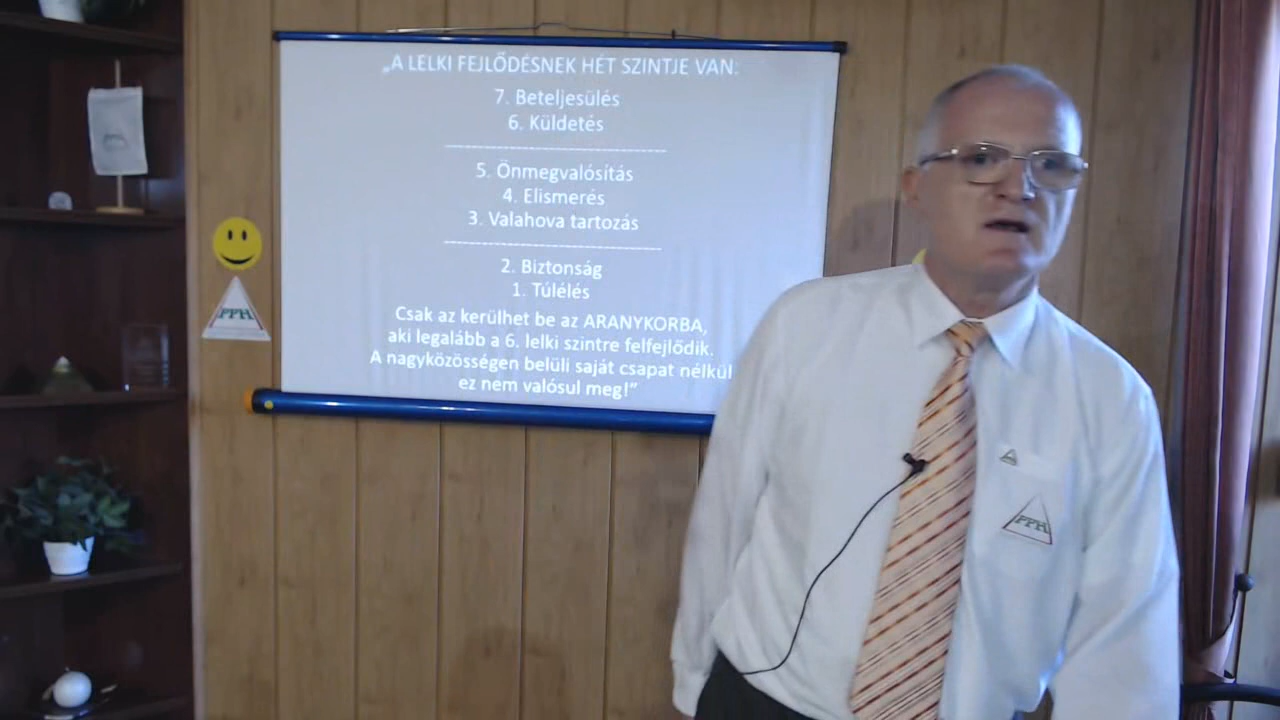 „A LELKI FEJLŐDÉSNEK HÉT SZINTJE VAN:
7. Beteljesülés
6. Küldetés
5. Önmegvalósítás
4. Elismerés
3. Valahova tartozás
2. Biztonság
1. Túlélés
Csak az kerülhet be az ARANYKORBA,
aki legalább a 6. lelki szintre felfejlődik.
A nagyközösségen belüli saját csapat nélkül
ez nem valósul meg!”
PPH
PPH